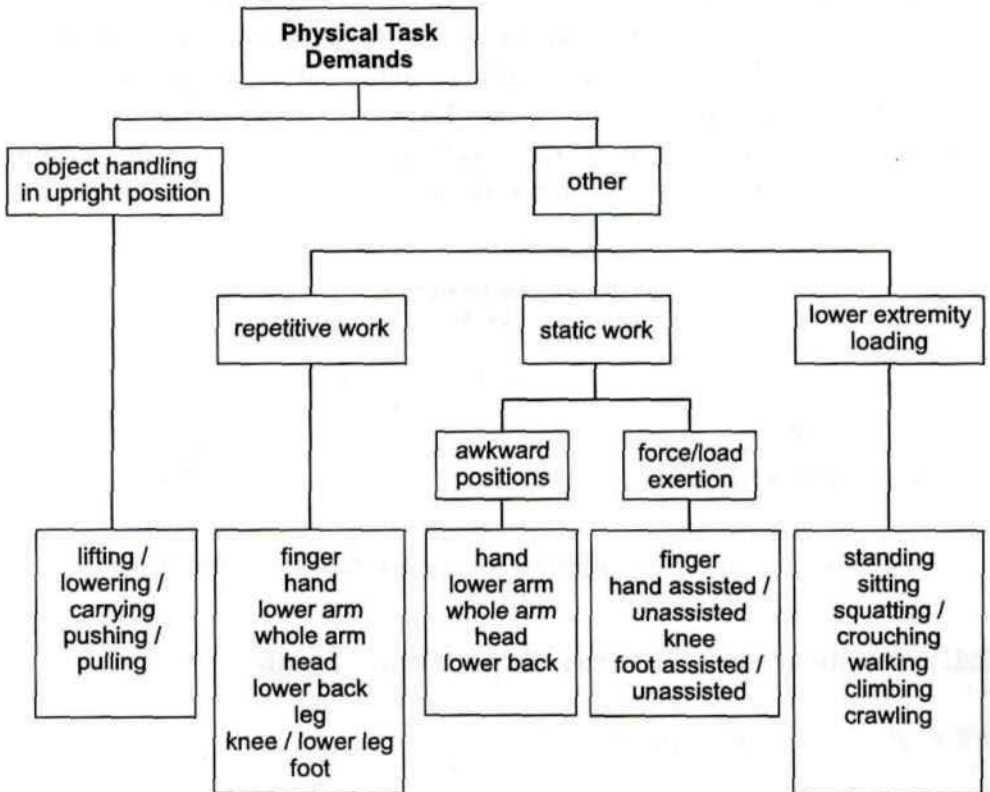 Physical Task
Demands
object handling
in upright position
other
repetitive work
static work
lower extremity
loading
awkward
positions
force/load
exertion
lifting /
lowering /
carrying
pushing /
pulling
finger
hand
lower arm
whole arm
head
lower back
leg
knee / lower leg
foot
hand
lower arm
whole arm
head
lower back
finger
hand assisted /
unassisted
knee
foot assisted /
unassisted
standing
sitting
squatting /
crouching
walking
climbing
crawling